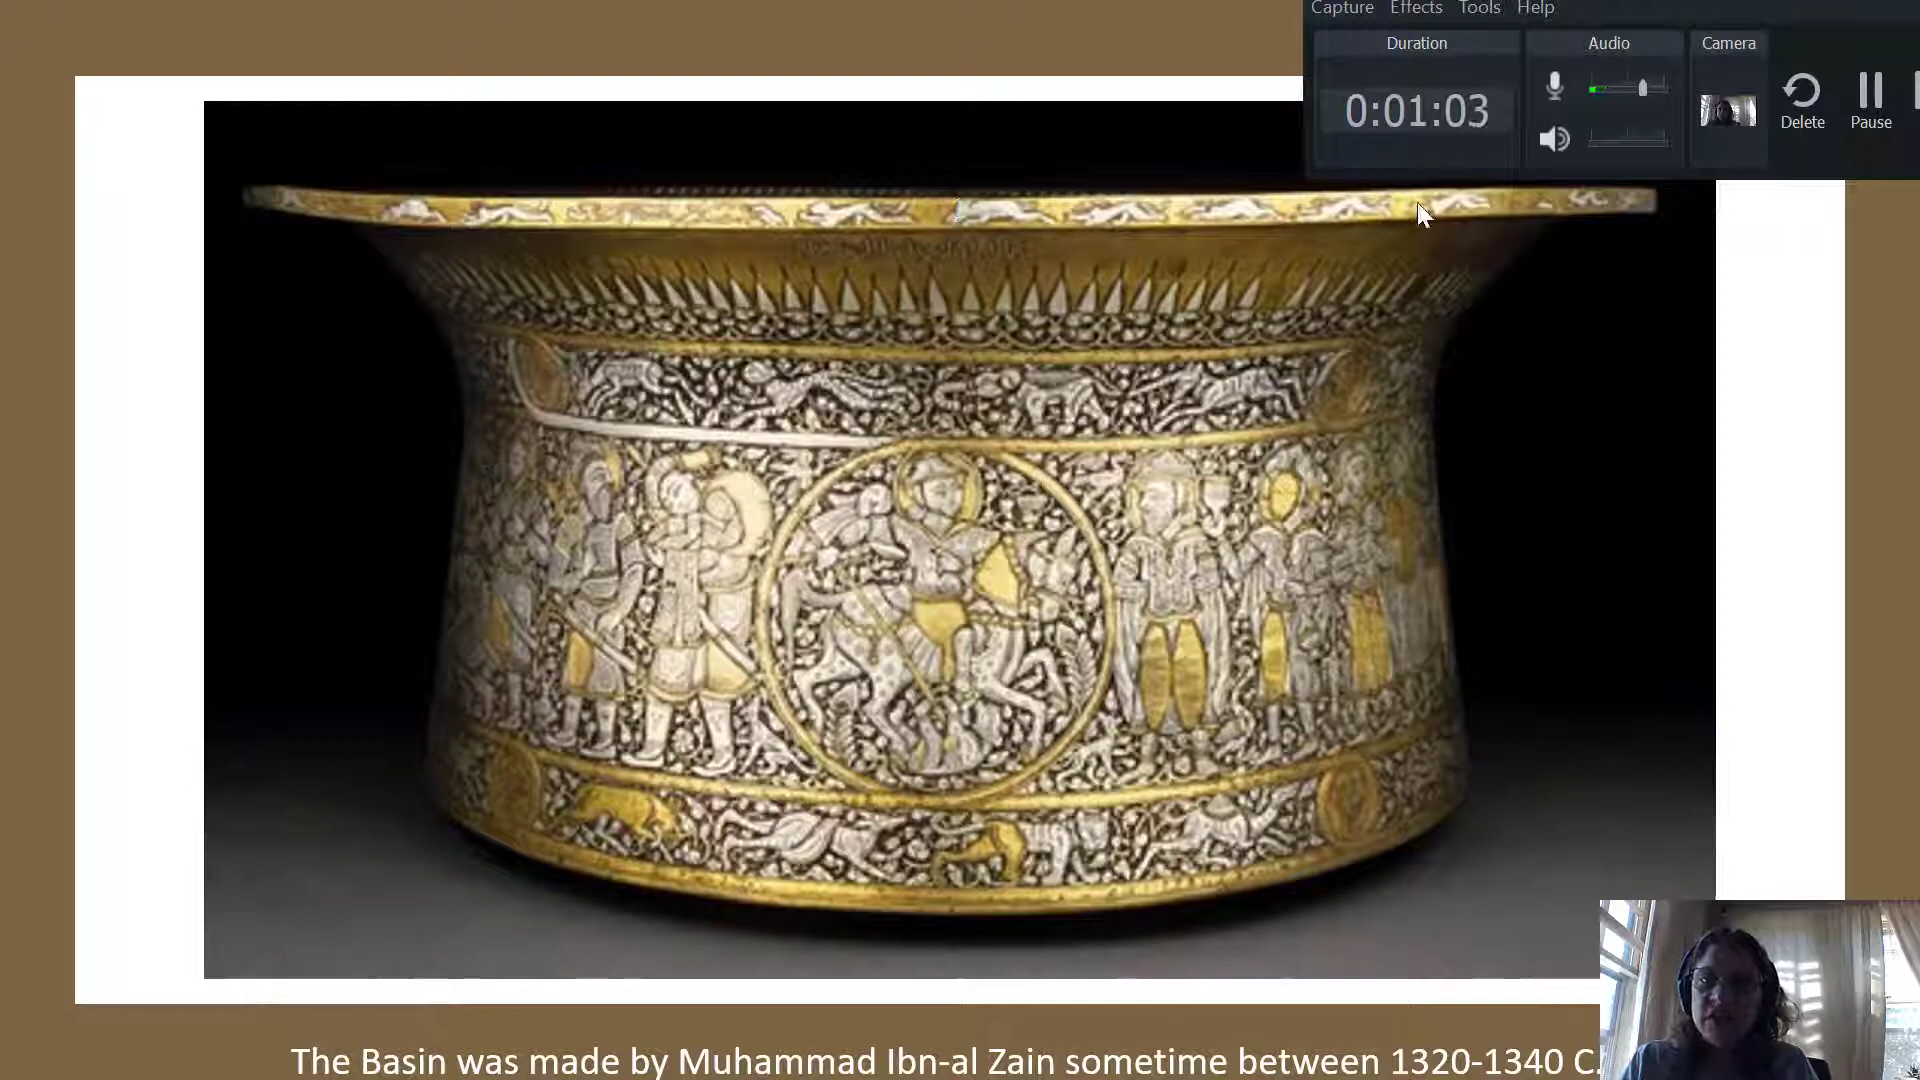 Capture Effects Tools Help
Duration
Audio
Camera
0:01:03
Delete
Pause
The Basin was made by Muhammad Ibn-al Zain sometime between 1320-1340 C.